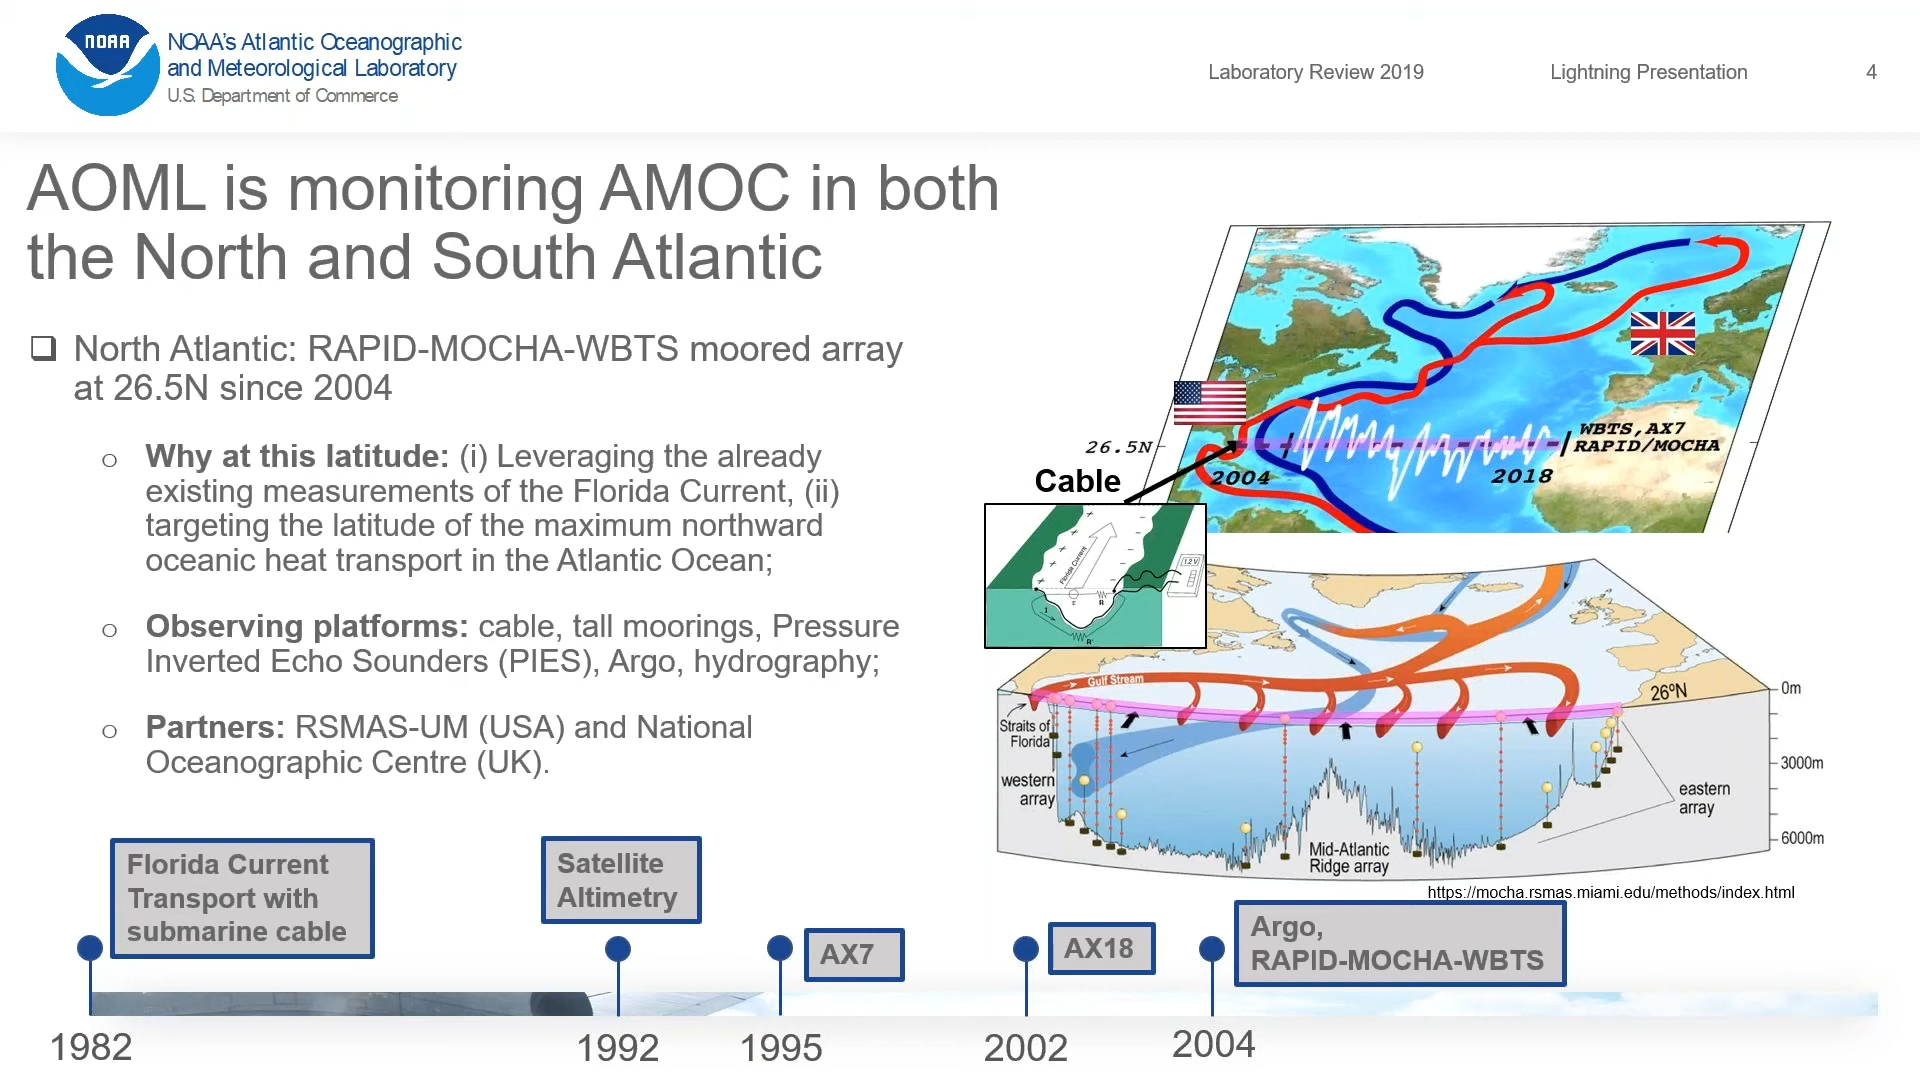 NOAA
NOAA's Atlantic Oceanographic
and Meteorological Laboratory
U.S. Department of Commerce
Laboratory Review 2019
Lightning Presentation
4
AOML is monitoring AMOC in both
the North and South Atlantic
North Atlantic: RAPID-MOCHA-WBTS moored array
at 26.5N since 2004
Why at this latitude: (i) Leveraging the already
existing measurements of the Florida Current, (ii)
targeting the latitude of the maximum northward
oceanic heat transport in the Atlantic Ocean;
Observing platforms: cable, tall moorings, Pressure
Inverted Echo Sounders (PIES), Argo, hydrography;
Partners: RSMAS-UM (USA) and National
Oceanographic Centre (UK).
26.5N
WBTS,AX7
RAPID/MOCHA
2004
2018
Cable
Florida Current
1.2 V
I
R
R'
Gulf Stream
26ºN
0m
Straits of
Florida
3000m
western
array
eastern
array
6000m
Mid-Atlantic
Ridge array
https://mocha.rsmas.miami.edu/methods/index.html
Florida Current
Transport with
submarine cable
Satellite
Altimetry
AX7
AX18
Argo,
RAPID-MOCHA-WBTS
1982
1992
1995
2002
2004